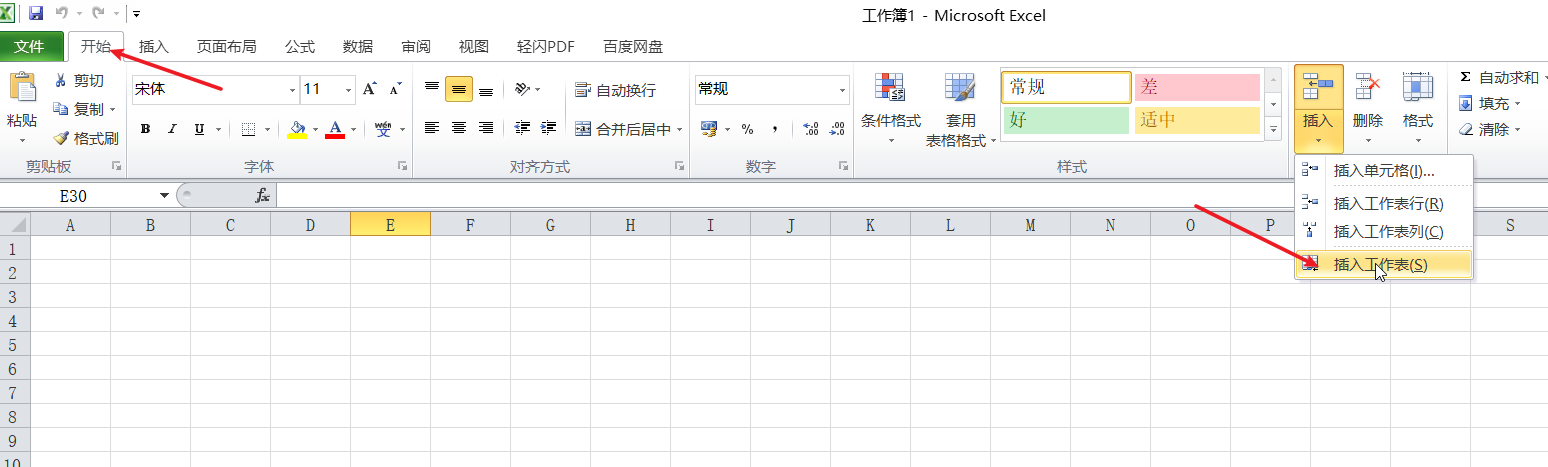 工作簿1 - Microsoft Excel
文件 开始 插入 页面布局 公式 数据 审阅 视图 轻闪PDF 百度网盘
粘贴
剪切
复制
格式刷
剪贴板
宋体 11 A A
B I U A wén 文
字体
自动换行
合并后居中
对齐方式
常规
% ,
.00 .0
数字
条件格式
套用
表格格式
常规 差
好 适中
样式
插入 删除 格式
Σ 自动求和
填充
清除
插入单元格(I)...
插入工作表行(R)
插入工作表列(C)
插入工作表(S)
E30 fx
A B C D E F G H I J K L M N O P S
1
2
3
4
5
6
7
8
9
10